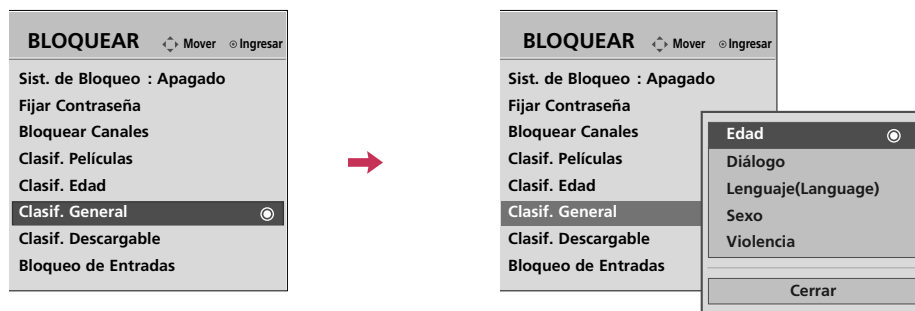 BLOQUEAR Mover Ingresar
Sist. de Bloqueo : Apagado
Fijar Contraseña
Bloquear Canales
Clasif. Películas
Clasif. Edad
Clasif. General
Clasif. Descargable
Bloqueo de Entradas
BLOQUEAR Mover Ingresar
Sist. de Bloqueo : Apagado
Fijar Contraseña
Bloquear Canales
Clasif. Películas
Clasif. Edad
Clasif. General
Clasif. Descargable
Bloqueo de Entradas
Edad
Diálogo
Lenguaje(Language)
Sexo
Violencia
Cerrar